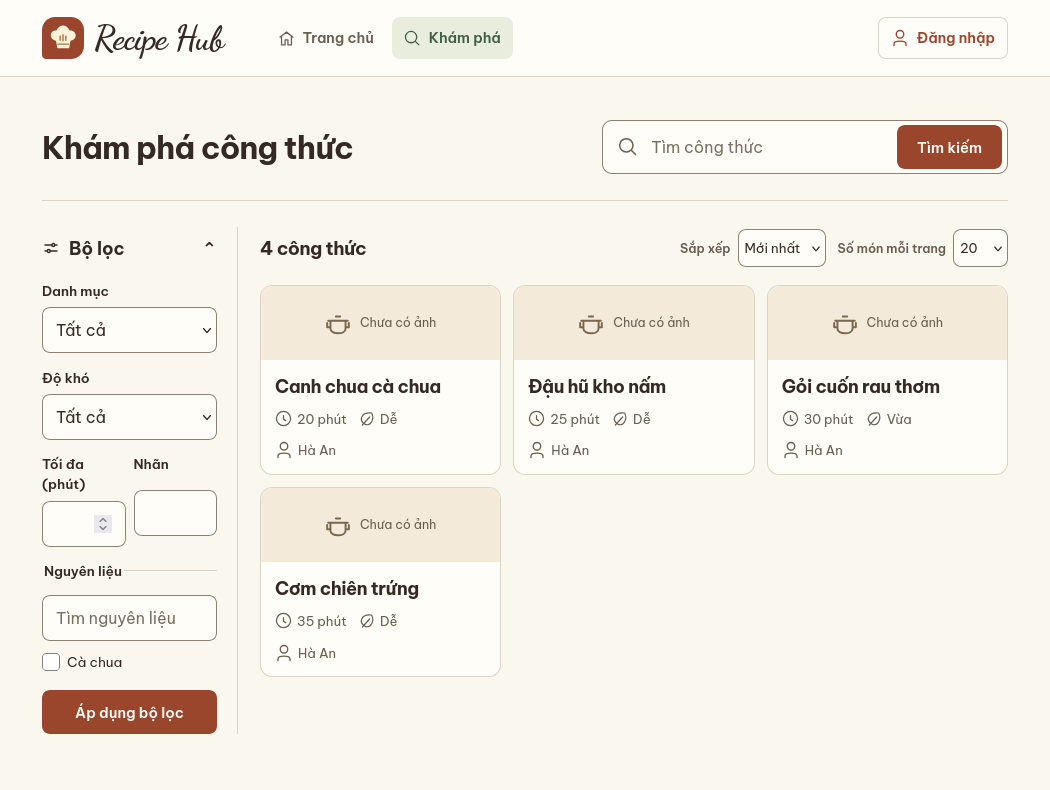 Recipe Hub
Trang chủ
Khám phá
Đăng nhập
Khám phá công thức
Tìm công thức
Tìm kiếm
Bộ lọc
Danh mục
Tất cả
Độ khó
Tất cả
Tối đa (phút)
Nhãn
Nguyên liệu
Tìm nguyên liệu
Cà chua
Áp dụng bộ lọc
4 công thức
Sắp xếp
Mới nhất
Số món mỗi trang
20
Chưa có ảnh
Canh chua cà chua
20 phút
Dễ
Hà An
Chưa có ảnh
Đậu hũ kho nấm
25 phút
Dễ
Hà An
Chưa có ảnh
Gỏi cuốn rau thơm
30 phút
Vừa
Hà An
Chưa có ảnh
Cơm chiên trứng
35 phút
Dễ
Hà An